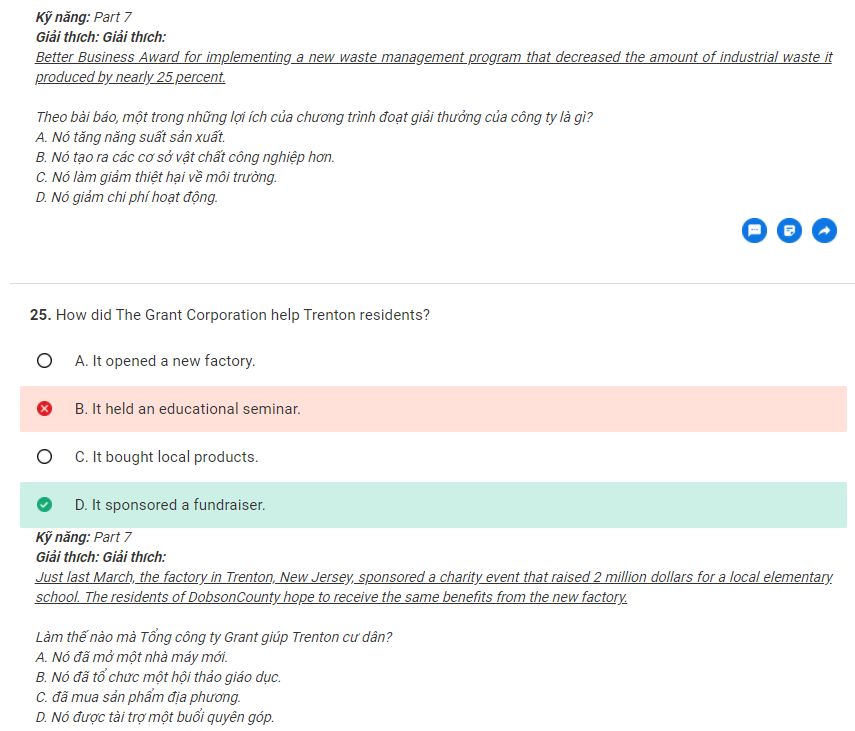 Kỹ năng: Part 7
Giải thích: Giải thích:
Better Business Award for implementing a new waste management program that decreased the amount of industrial waste it
produced by nearly 25 percent.
Theo bài báo, một trong những lợi ích của chương trình đoạt giải thưởng của công ty là gì?
A. Nó tăng năng suất sản xuất.
B. Nó tạo ra các cơ sở vật chất công nghiệp hơn.
C. Nó làm giảm thiệt hại về môi trường.
D. Nó giảm chi phí hoạt động.
25. How did The Grant Corporation help Trenton residents?
A. It opened a new factory.
B. It held an educational seminar.
C. It bought local products.
D. It sponsored a fundraiser.
Kỹ năng: Part 7
Giải thích: Giải thích:
Just last March, the factory in Trenton, New Jersey, sponsored a charity event that raised 2 million dollars for a local elementary
school. The residents of DobsonCounty hope to receive the same benefits from the new factory.
Làm thế nào mà Tổng công ty Grant giúp Trenton cư dân?
A. Nó đã mở một nhà máy mới.
B. Nó đã tổ chức một hội thảo giáo dục.
C. đã mua sản phẩm địa phương.
D. Nó được tài trợ một buổi quyên góp.